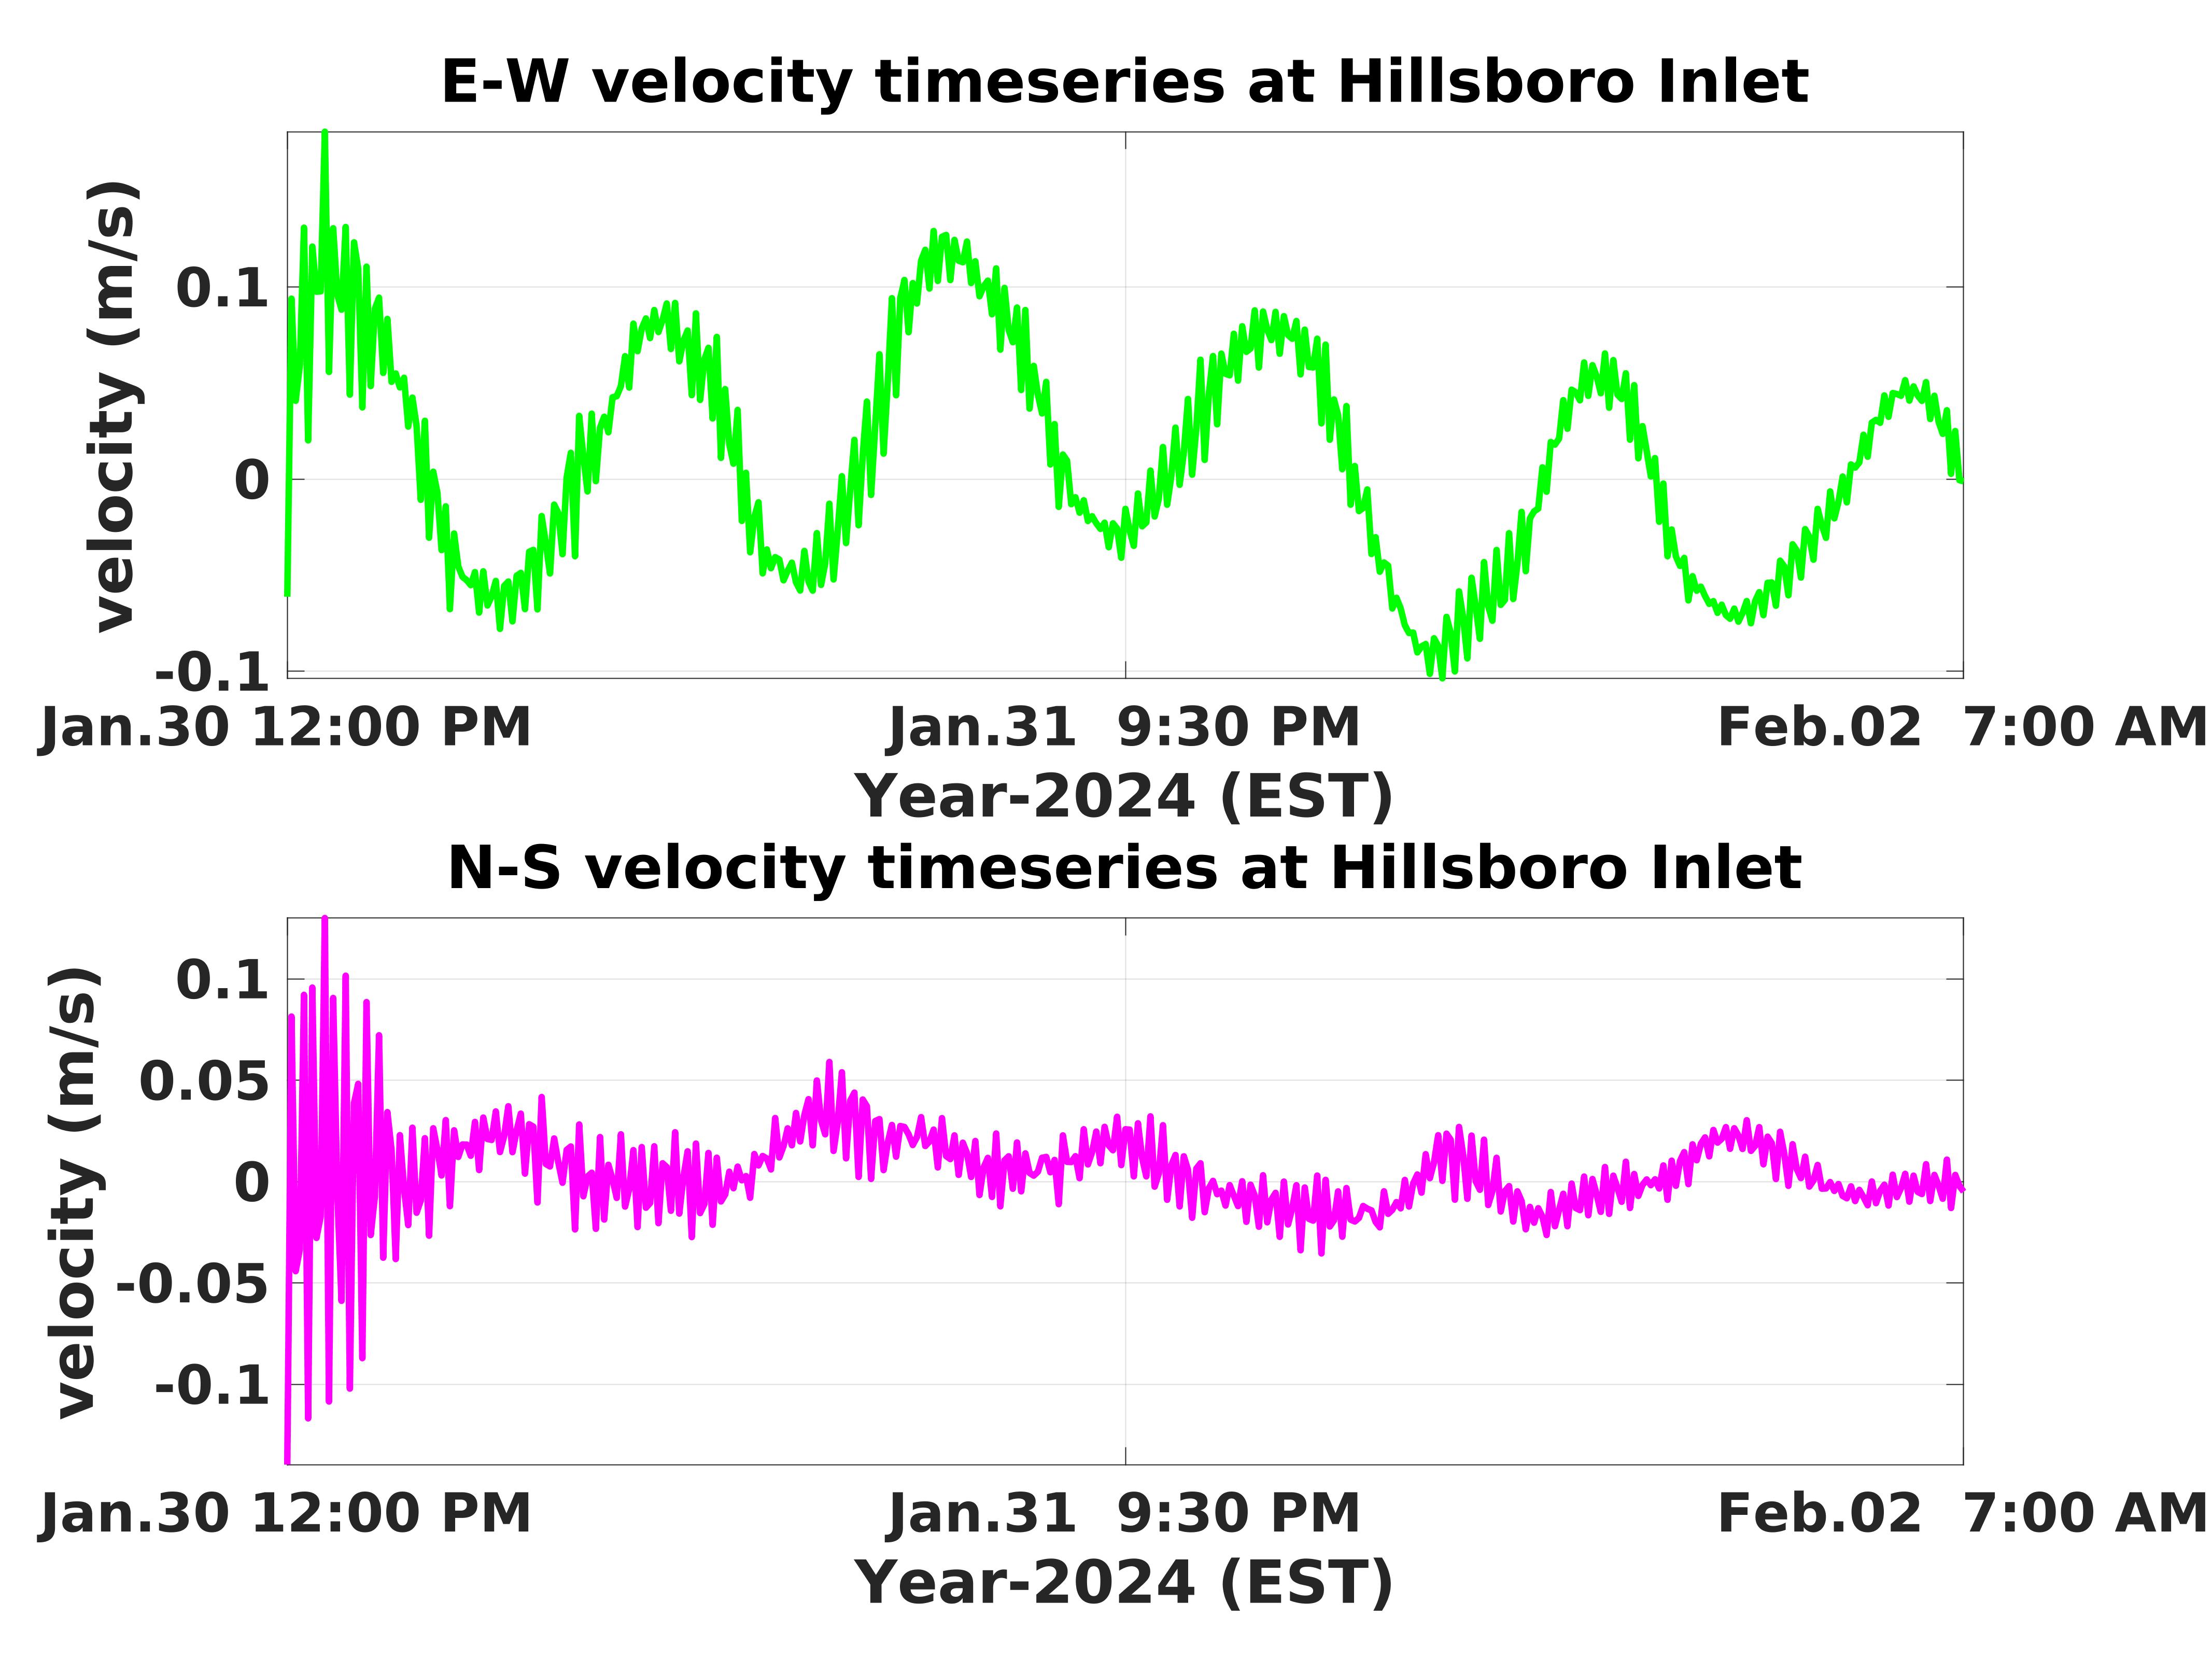 E-W velocity timeseries at Hillsboro Inlet
velocity (m/s)
0.1
0
-0.1
Jan.30 12:00 PM Jan.31 9:30 PM Feb.02 7:00 AM
Year-2024 (EST)
N-S velocity timeseries at Hillsboro Inlet
velocity (m/s)
0.1
0.05
0
-0.05
-0.1
Jan.30 12:00 PM Jan.31 9:30 PM Feb.02 7:00 AM
Year-2024 (EST)